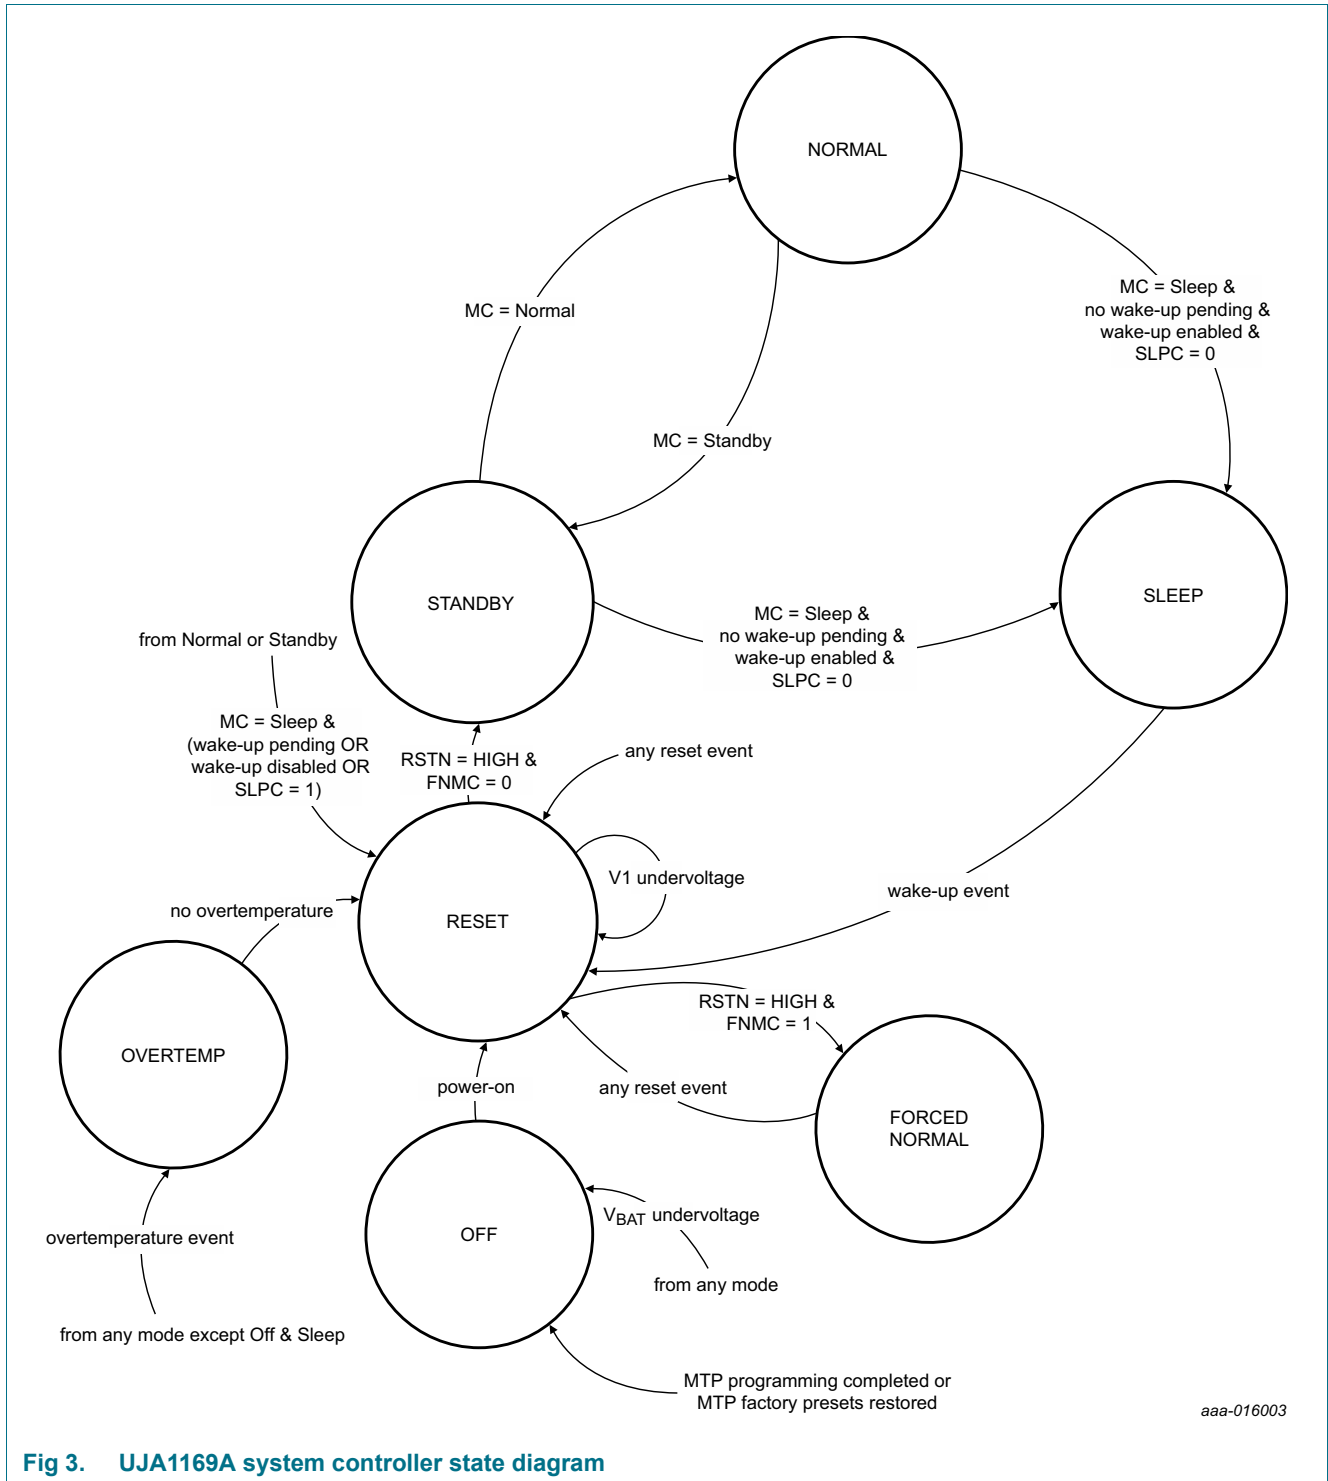 NORMAL
MC = Normal
MC = Sleep &
no wake-up pending &
wake-up enabled &
SLPC = 0
MC = Standby
STANDBY
SLEEP
MC = Sleep &
no wake-up pending &
wake-up enabled &
SLPC = 0
from Normal or Standby
MC = Sleep &
(wake-up pending OR
wake-up disabled OR
SLPC = 1)
RSTN = HIGH &
FNMC = 0
any reset event
V1 undervoltage
wake-up event
no overtemperature
RESET
RSTN = HIGH &
FNMC = 1
OVERTEMP
power-on
any reset event
FORCED
NORMAL
overtemperature event
OFF
VBAT undervoltage
from any mode
from any mode except Off & Sleep
MTP programming completed or
MTP factory presets restored
aaa-016003
Fig 3. UJA1169A system controller state diagram